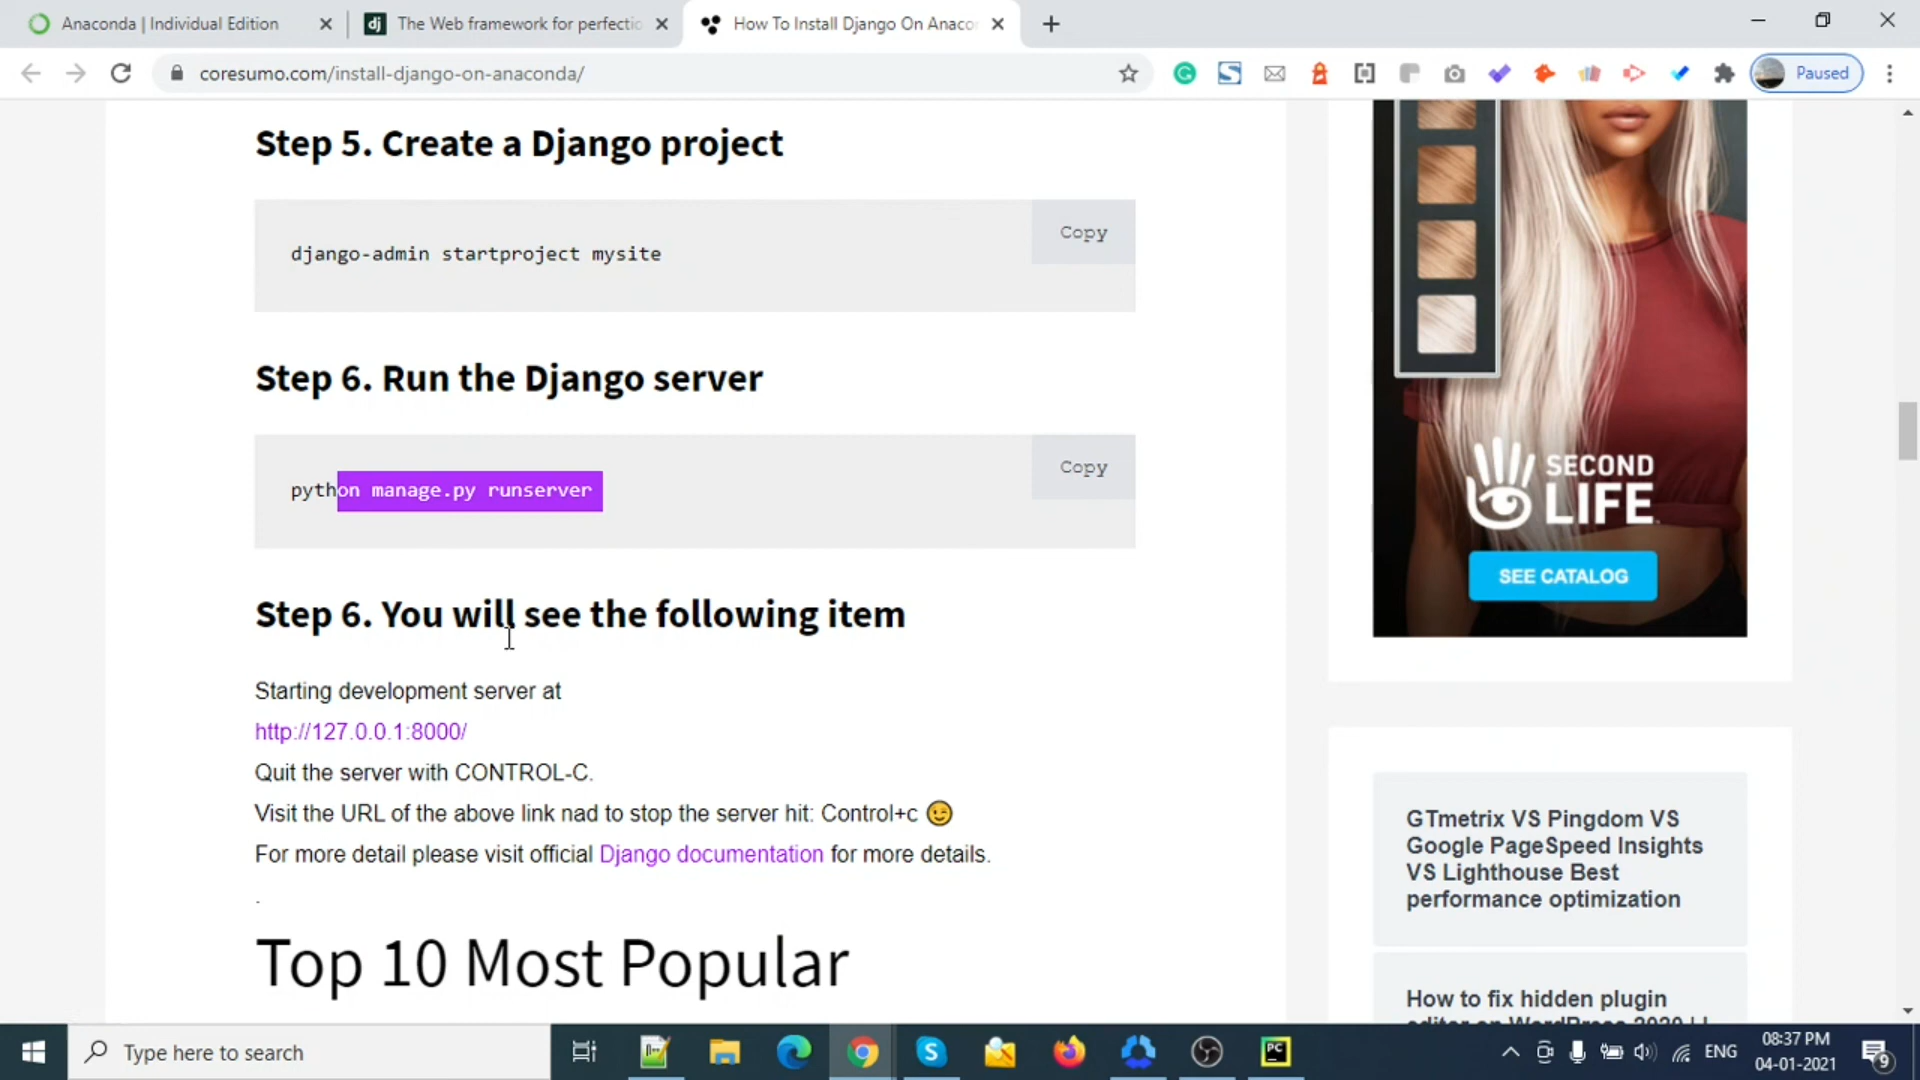 Anaconda | Individual Edition
The Web framework for perfectio
How To Install Django On Anacor
coresumo.com/install-django-on-anaconda/
Paused
Step 5. Create a Django project
Copy
django-admin startproject mysite
Step 6. Run the Django server
Copy
python manage.py runserver
Step 6. You will see the following item
Starting development server at
http://127.0.0.1:8000/
Quit the server with CONTROL-C.
Visit the URL of the above link nad to stop the server hit: Control+c 😉
For more detail please visit official Django documentation for more details.
.
Top 10 Most Popular
SECOND
LIFE
SEE CATALOG
GTmetrix VS Pingdom VS
Google PageSpeed Insights
VS Lighthouse Best
performance optimization
How to fix hidden plugin
Type here to search
ENG
08:37 PM
04-01-2021
9